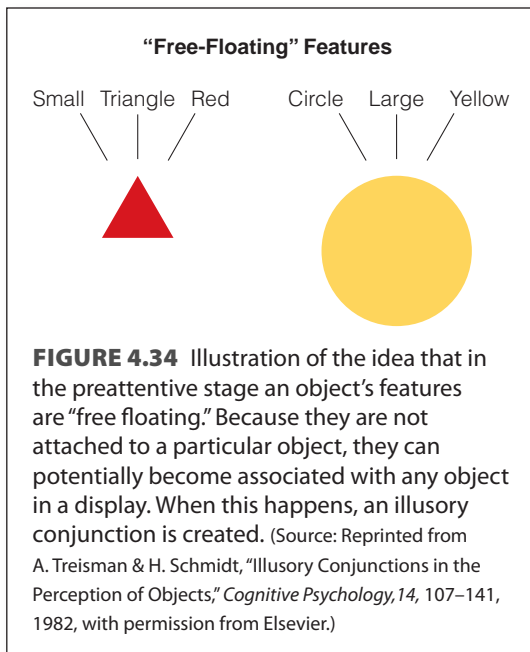 “Free-Floating” Features
Small Triangle Red Circle Large Yellow
FIGURE 4.34 Illustration of the idea that in
the preattentive stage an object’s features
are “free floating.” Because they are not
attached to a particular object, they can
potentially become associated with any object
in a display. When this happens, an illusory
conjunction is created. (Source: Reprinted from
A. Treisman & H. Schmidt, “Illusory Conjunctions in the
Perception of Objects,” Cognitive Psychology, 14, 107–141,
1982, with permission from Elsevier.)